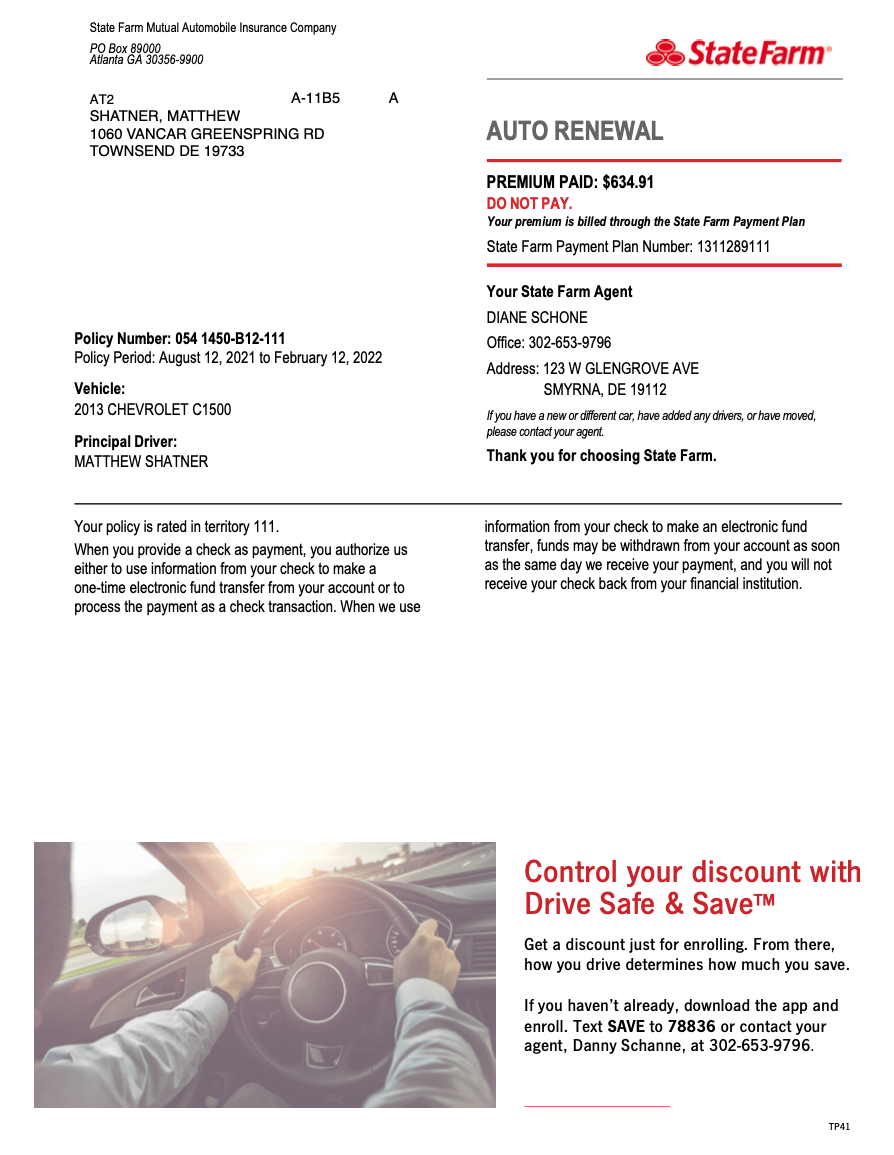 State Farm Mutual Automobile Insurance Company
PO Box 89000
Atlanta GA 30356-9900
StateFarm®
AT2 A-11B5 A
SHATNER, MATTHEW
1060 VANCAR GREENSPRING RD
TOWNSEND DE 19733
AUTO RENEWAL
PREMIUM PAID: $634.91
DO NOT PAY.
Your premium is billed through the State Farm Payment Plan
State Farm Payment Plan Number: 1311289111
Your State Farm Agent
DIANE SCHONE
Office: 302-653-9796
Address: 123 W GLENGROVE AVE
SMYRNA, DE 19112
If you have a new or different car, have added any drivers, or have moved,
please contact your agent.
Thank you for choosing State Farm.
Policy Number: 054 1450-B12-111
Policy Period: August 12, 2021 to February 12, 2022
Vehicle:
2013 CHEVROLET C1500
Principal Driver:
MATTHEW SHATNER
Your policy is rated in territory 111.
When you provide a check as payment, you authorize us
either to use information from your check to make a
one-time electronic fund transfer from your account or to
process the payment as a check transaction. When we use
information from your check to make an electronic fund
transfer, funds may be withdrawn from your account as soon
as the same day we receive your payment, and you will not
receive your check back from your financial institution.
Control your discount with
Drive Safe & Save™
Get a discount just for enrolling. From there,
how you drive determines how much you save.
If you haven't already, download the app and
enroll. Text SAVE to 78836 or contact your
agent, Danny Schanne, at 302-653-9796.
TP41